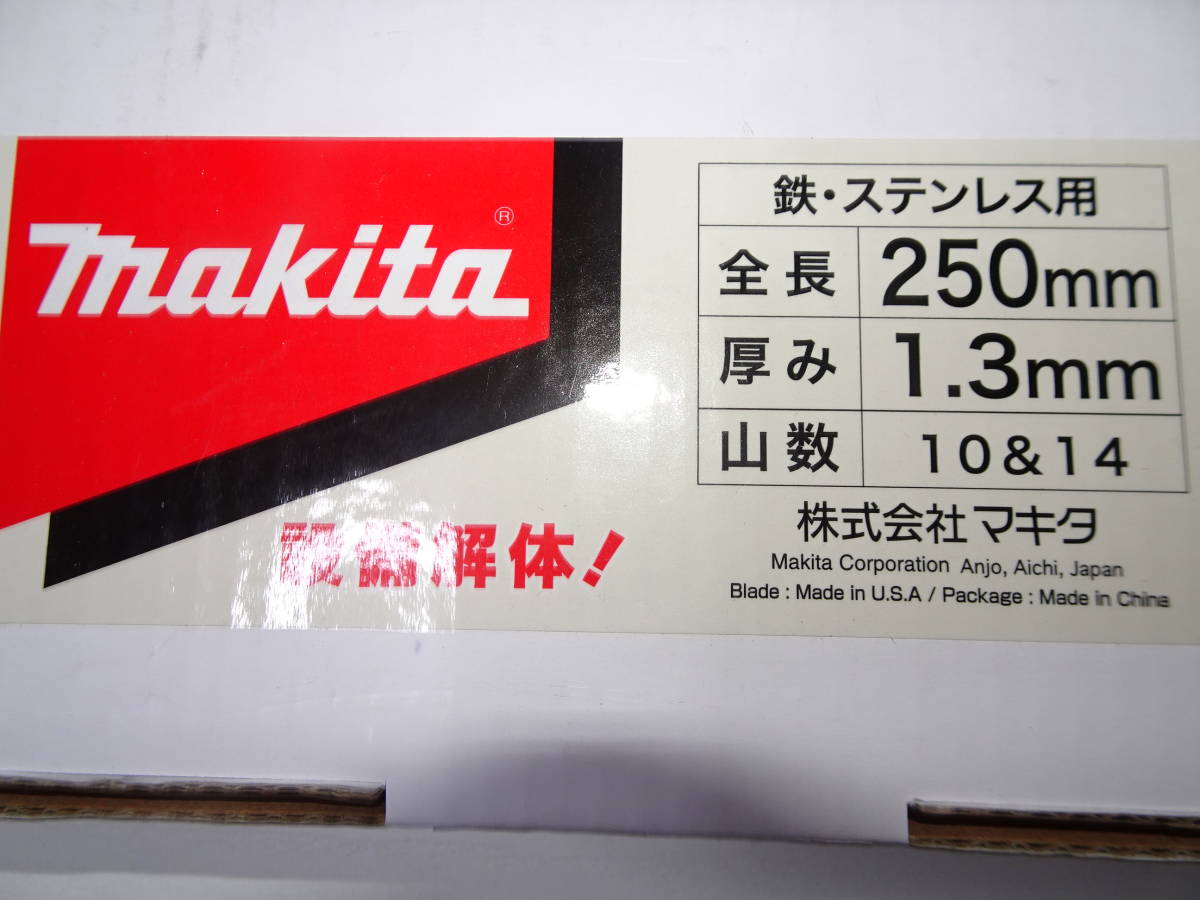 makita®
設備解体!
鉄・ステンレス用
全長 250mm
厚み 1.3mm
山数 10&14
株式会社マキタ
Makita Corporation Anjo, Aichi, Japan
Blade : Made in U.S.A / Package : Made in China